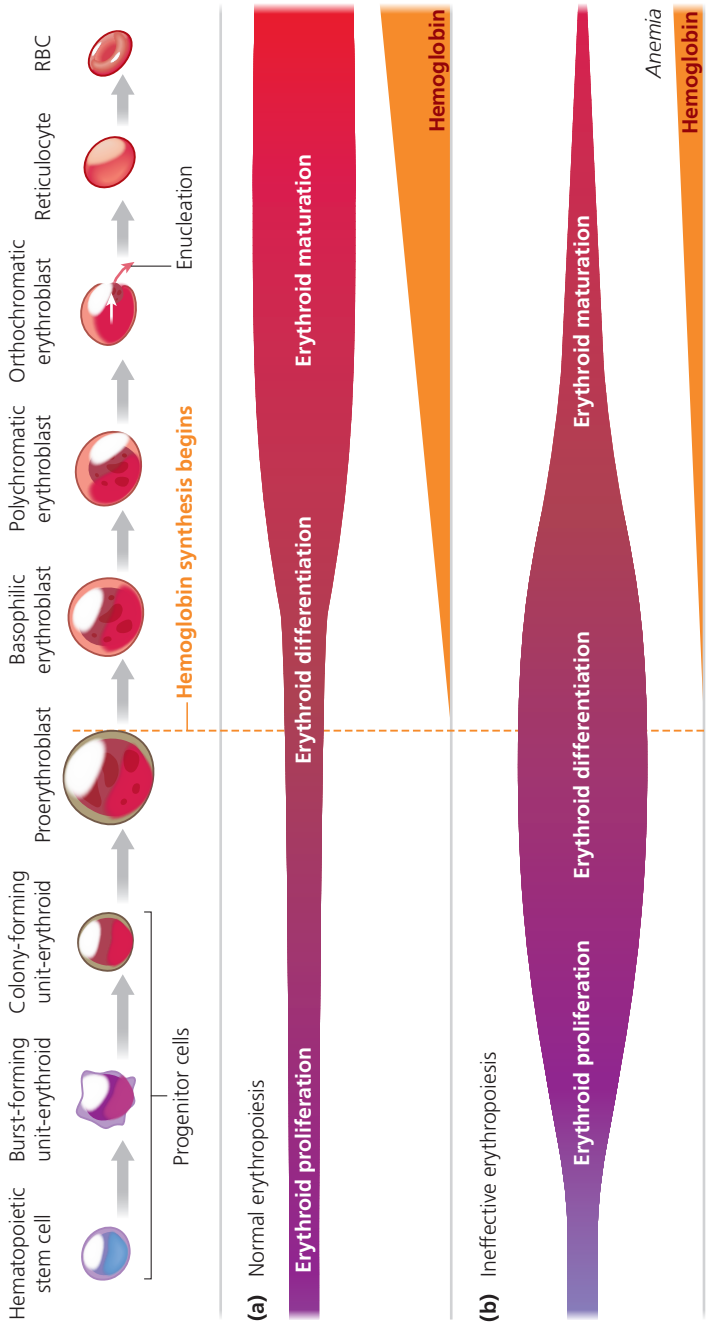 Hematopoietic
stem cell
Burst-forming
unit-erythroid
Colony-forming
unit-erythroid
Proerythroblast
Basophilic
erythroblast
Polychromatic
erythroblast
Orthochromatic
erythroblast
Reticulocyte
RBC
Progenitor cells
Enucleation
Hemoglobin synthesis begins
(a) Normal erythropoiesis
Erythroid proliferation
Erythroid differentiation
Erythroid maturation
Hemoglobin
(b) Ineffective erythropoiesis
Erythroid proliferation
Erythroid differentiation
Erythroid maturation
Anemia
Hemoglobin